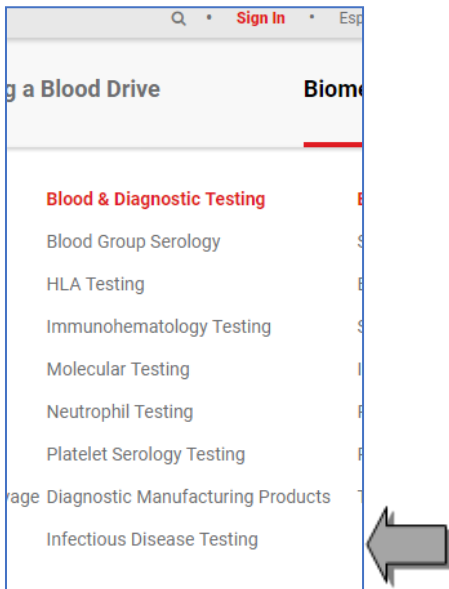 • Sign In • Esp
g a Blood Drive Biome
Blood & Diagnostic Testing
Blood Group Serology
HLA Testing
Immunohematology Testing
Molecular Testing
Neutrophil Testing
Platelet Serology Testing
vage Diagnostic Manufacturing Products
Infectious Disease Testing